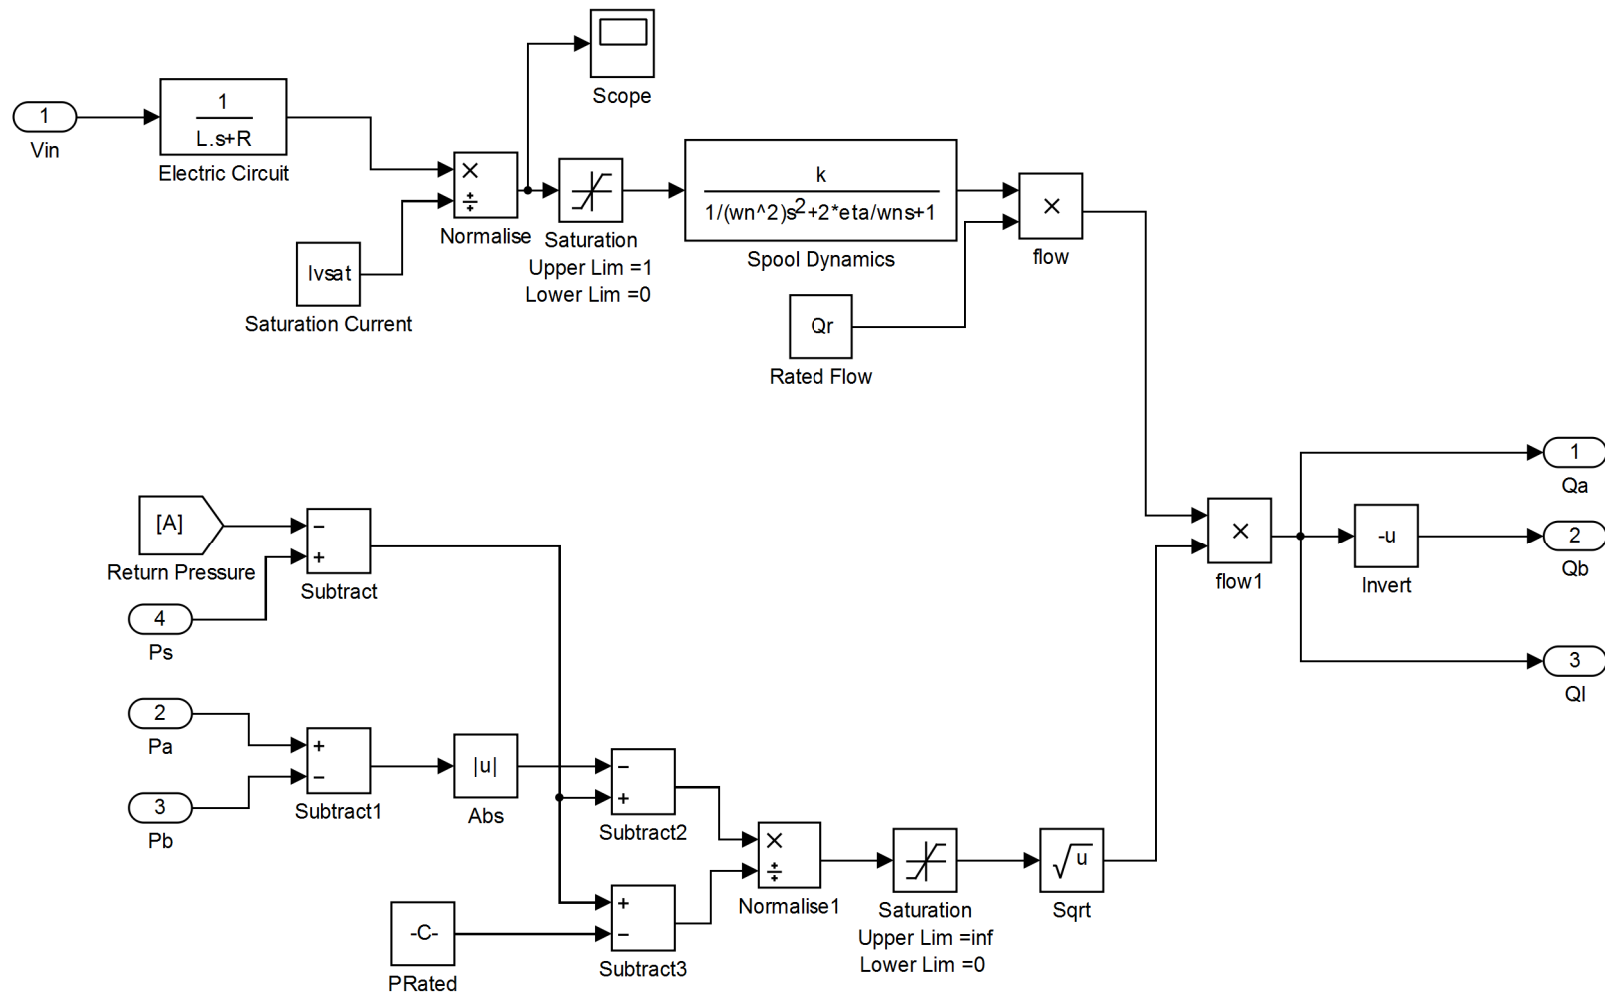 Scope
1
Vin
1
L.s+R
Electric Circuit
×
÷
Normalise
Ivsat
Saturation Current
Saturation
Upper Lim =1
Lower Lim =0
k
1/(wn^2)s2+2*eta/wns+1
Spool Dynamics
×
flow
Qr
Rated Flow
[A]
Return Pressure
−
+
Subtract
4
Ps
2
Pa
3
Pb
+
−
Subtract1
|u|
Abs
−
+
Subtract2
+
−
Subtract3
-C-
PRated
×
÷
Normalise1
Saturation
Upper Lim =inf
Lower Lim =0
√u
Sqrt
×
flow1
-u
Invert
1
Qa
2
Qb
3
Ql